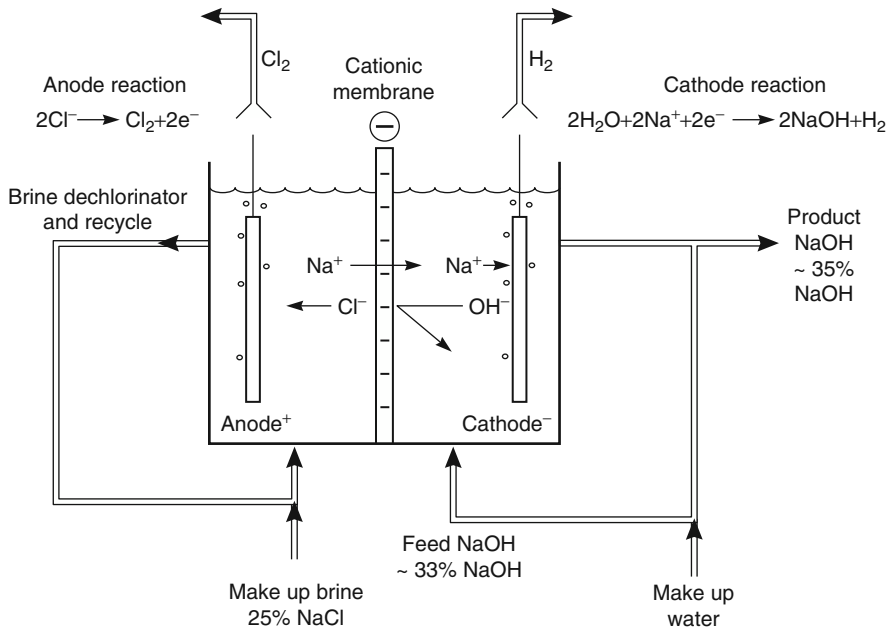 Cl₂
H₂
Anode reaction
2Cl⁻ → Cl₂+2e⁻
Cationic
membrane
Cathode reaction
2H₂O+2Na⁺+2e⁻ → 2NaOH+H₂
−
Brine dechlorinator
and recycle
Product
NaOH
~ 35%
NaOH
Na⁺
Na⁺
Cl⁻
OH⁻
Anode⁺
Cathode⁻
Feed NaOH
~ 33% NaOH
Make up brine
25% NaCl
Make up
water